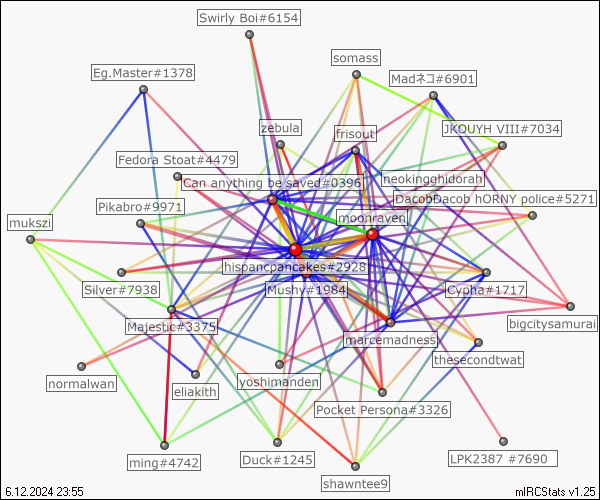 Swirly Boi#6154
somass
Eg.Master#1378
Madネコ#6901
zebula
frisout
JKOUYH VIII#7034
Fedora Stoat#4479
neokingghidorah
Can anything be saved#0396
DacobDacob hORNY police#5271
Pikabro#9971
moonraven
mukszi
hispancpancakes#2928
Silver#7938
Mushy#1984
Cypha#1717
Majestic#3375
bigcitysamurai
marcemadness
thesecondtwat
normalwan
eliakith
yoshimanden
Pocket Persona#3326
ming#4742
Duck#1245
LPK2387 #7690
shawntee9
6.12.2024 23:55
mIRCStats v1.25